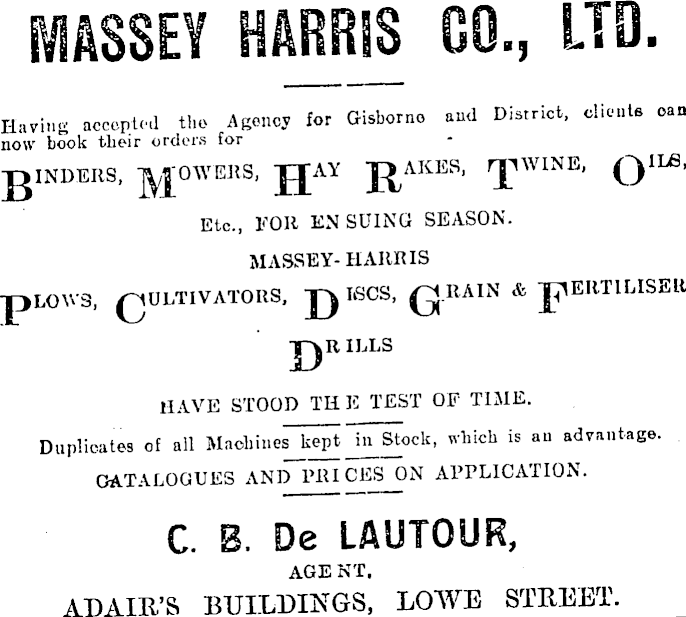 MASSEY HARRIS CO., LTD.
Having accepted the Agency for Gisborne and District, clients can
now book their orders for
BINDERS, MOWERS, HAY RAKES, TWINE, OILS,
Etc., FOR ENSUING SEASON.
MASSEY-HARRIS
PLOWS, CULTIVATORS, DISCS, GRAIN & FERTILISER
DRILLS
HAVE STOOD THE TEST OF TIME.
Duplicates of all Machines kept in Stock, which is an advantage.
CATALOGUES AND PRICES ON APPLICATION.
C. B. De LAUTOUR,
AGENT,
ADAIR'S BUILDINGS, LOWE STREET.